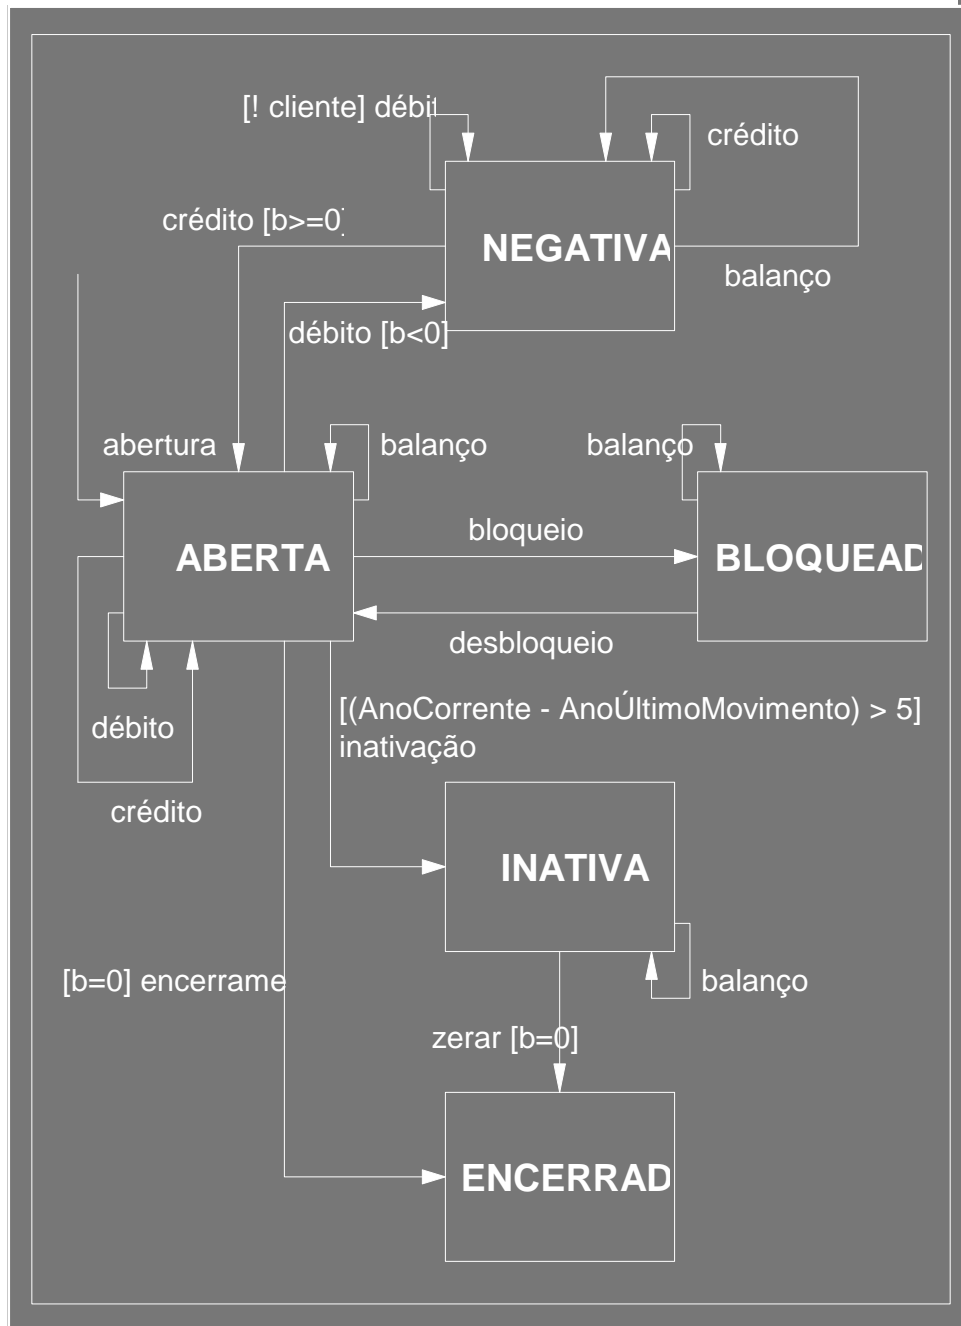 [! cliente] débit
crédito
crédito [b>=0]
NEGATIVA
balanço
débito [b<0]
abertura
balanço
balanço
bloqueio
ABERTA
BLOQUEAD
desbloqueio
[(AnoCorrente - AnoÚltimoMovimento) > 5]
inativação
débito
crédito
INATIVA
[b=0] encerrame
balanço
zerar [b=0]
ENCERRAD